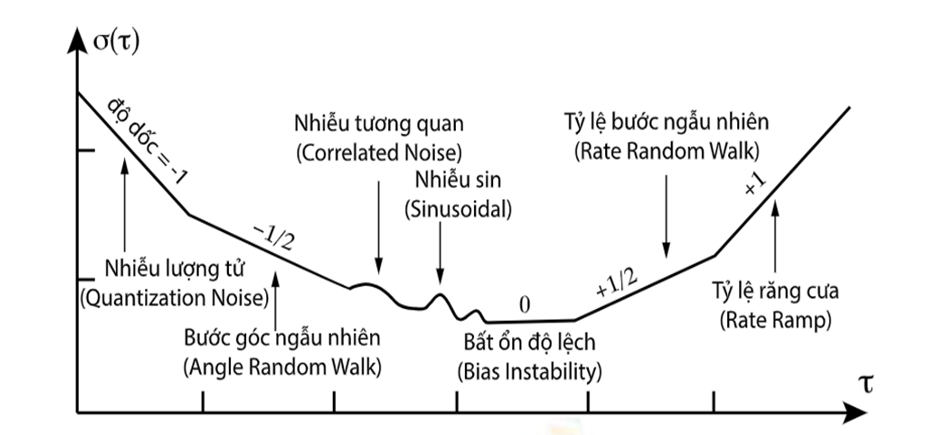 σ(τ)
độ dốc = -1
Nhiễu lượng tử
(Quantization Noise)
−1/2
Bước góc ngẫu nhiên
(Angle Random Walk)
Nhiễu tương quan
(Correlated Noise)
Nhiễu sin
(Sinusoidal)
0
Bất ổn độ lệch
(Bias Instability)
+1/2
Tỷ lệ bước ngẫu nhiên
(Rate Random Walk)
+1
Tỷ lệ răng cưa
(Rate Ramp)
τ